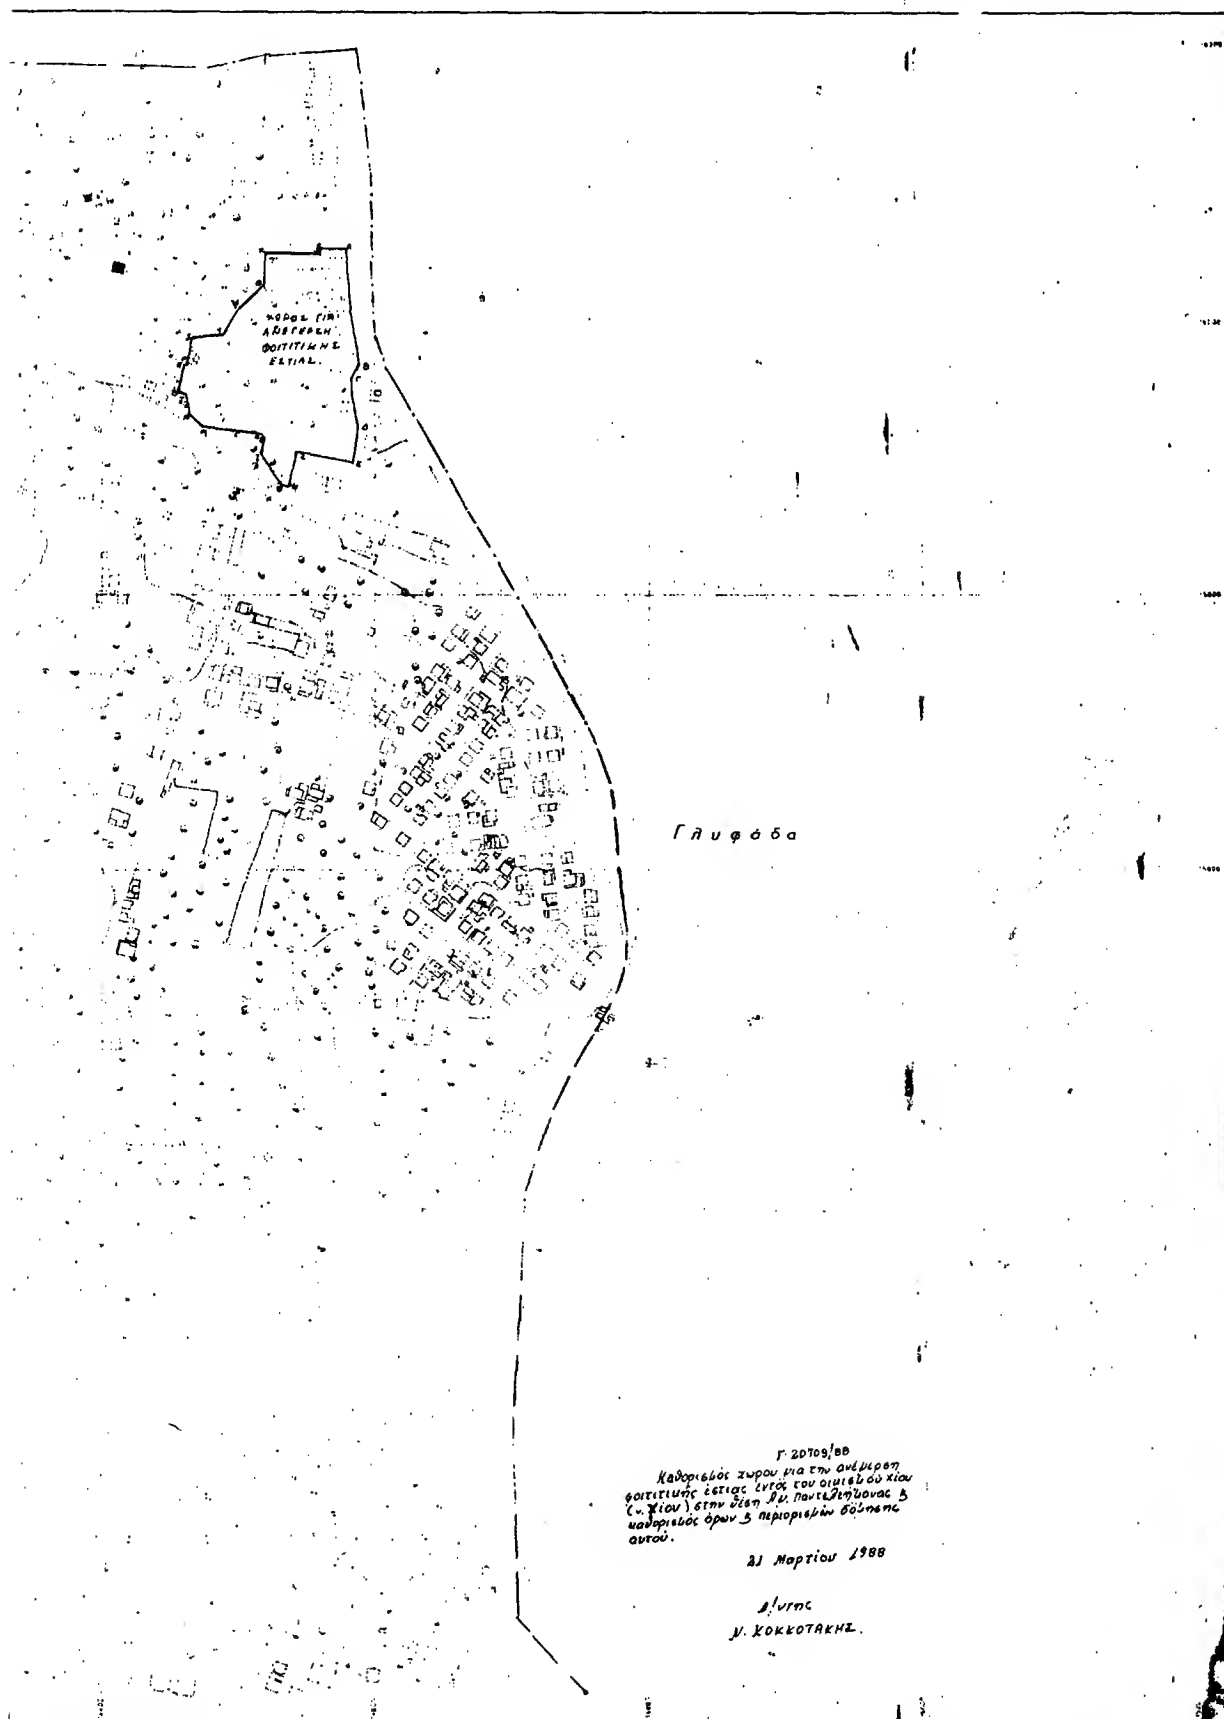 ΧΩΡΟΣ ΓΙΑ
ΑΝΕΓΕΡΣΗ
ΦΟΙΤΙΤΙΚΗΣ
ΕΣΤΙΑΣ.
Γλυφάδα
Γ. 20709/88
Καθορισμός χώρου για την ανέγερση
φοιτιτικής εστίας εντός του οικισμού Χίου
(ν. Χίου) στην θέση Αγ. Παντελεήμονας &
καθορισμός όρων & περιορισμών δόμησης
αυτού.
21 Μαρτίου 1988
Δ/ντης
Ν. ΚΟΚΚΟΤΑΚΗΣ.